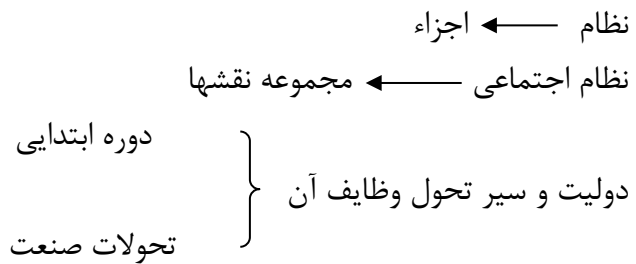 نظام ← اجزاء
نظام اجتماعی ← مجموعه نقشها
دوره ابتدایی
دولیت و سیر تحول وظایف آن
تحولات صنعت